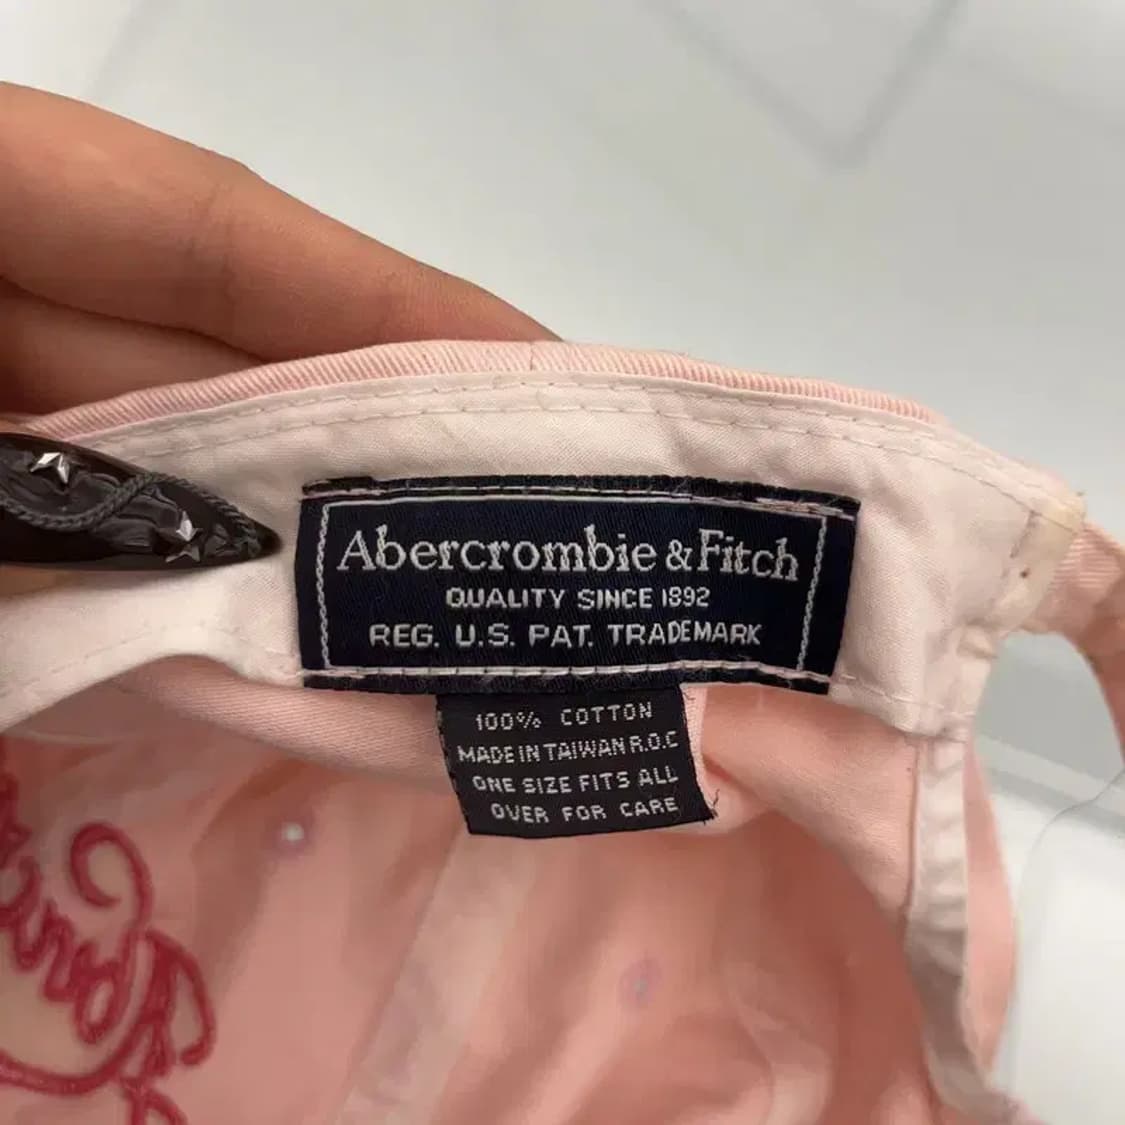 Abercrombie & Fitch
QUALITY SINCE 1892
REG. U.S. PAT. TRADEMARK
100% COTTON
MADE IN TAIWAN R.O.C
ONE SIZE FITS ALL
OVER FOR CARE